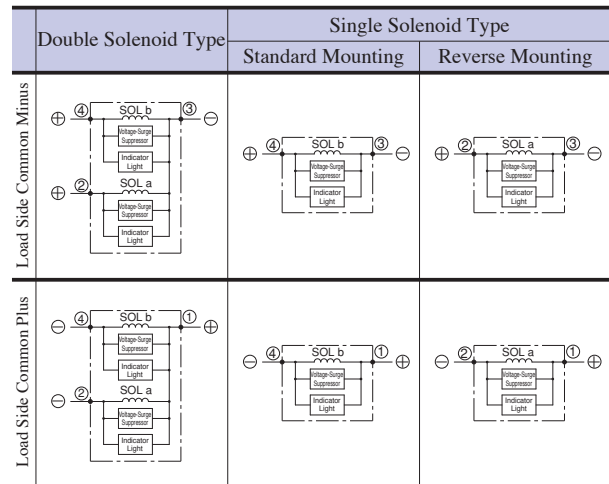 Double Solenoid Type
Single Solenoid Type
Standard Mounting
Reverse Mounting
Load Side Common Minus
⊕ ④ SOL b ③ ⊖
Voltage-Surge
Suppressor
Indicator
Light
⊕ ② SOL a
Voltage-Surge
Suppressor
Indicator
Light
⊕ ④ SOL b ③ ⊖
Voltage-Surge
Suppressor
Indicator
Light
⊕ ② SOL a ③ ⊖
Voltage-Surge
Suppressor
Indicator
Light
Load Side Common Plus
⊖ ④ SOL b ① ⊕
Voltage-Surge
Suppressor
Indicator
Light
⊖ ② SOL a
Voltage-Surge
Suppressor
Indicator
Light
⊖ ④ SOL b ① ⊕
Voltage-Surge
Suppressor
Indicator
Light
⊖ ② SOL a ① ⊕
Voltage-Surge
Suppressor
Indicator
Light